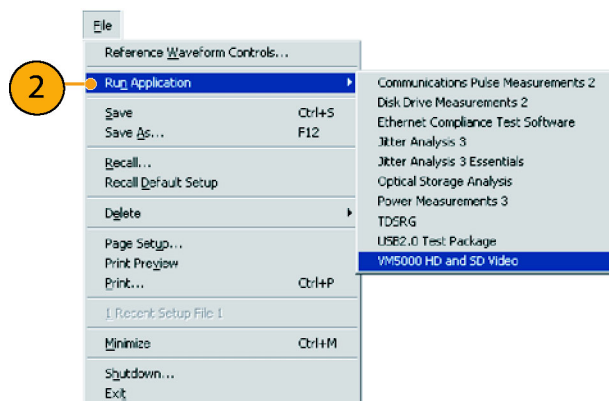 File
Reference Waveform Controls...
2
Run Application
Save Ctrl+S
Save As... F12
Recall...
Recall Default Setup
Delete
Page Setup...
Print Preview
Print... Ctrl+P
1 Recent Setup File 1
Minimize Ctrl+M
Shutdown...
Exit
Communications Pulse Measurements 2
Disk Drive Measurements 2
Ethernet Compliance Test Software
Jitter Analysis 3
Jitter Analysis 3 Essentials
Optical Storage Analysis
Power Measurements 3
TDSRG
USB2.0 Test Package
VM5000 HD and SD Video